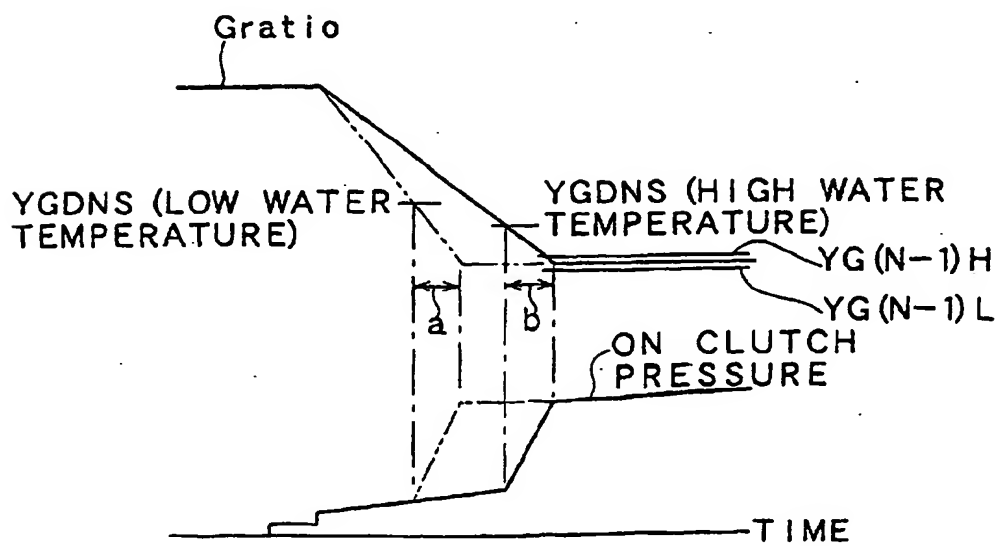 Gratio
YGDNS (LOW WATER
TEMPERATURE)
YGDNS (HIGH WATER
TEMPERATURE)
YG(N-1)H
YG(N-1)L
a
b
ON CLUTCH
PRESSURE
TIME